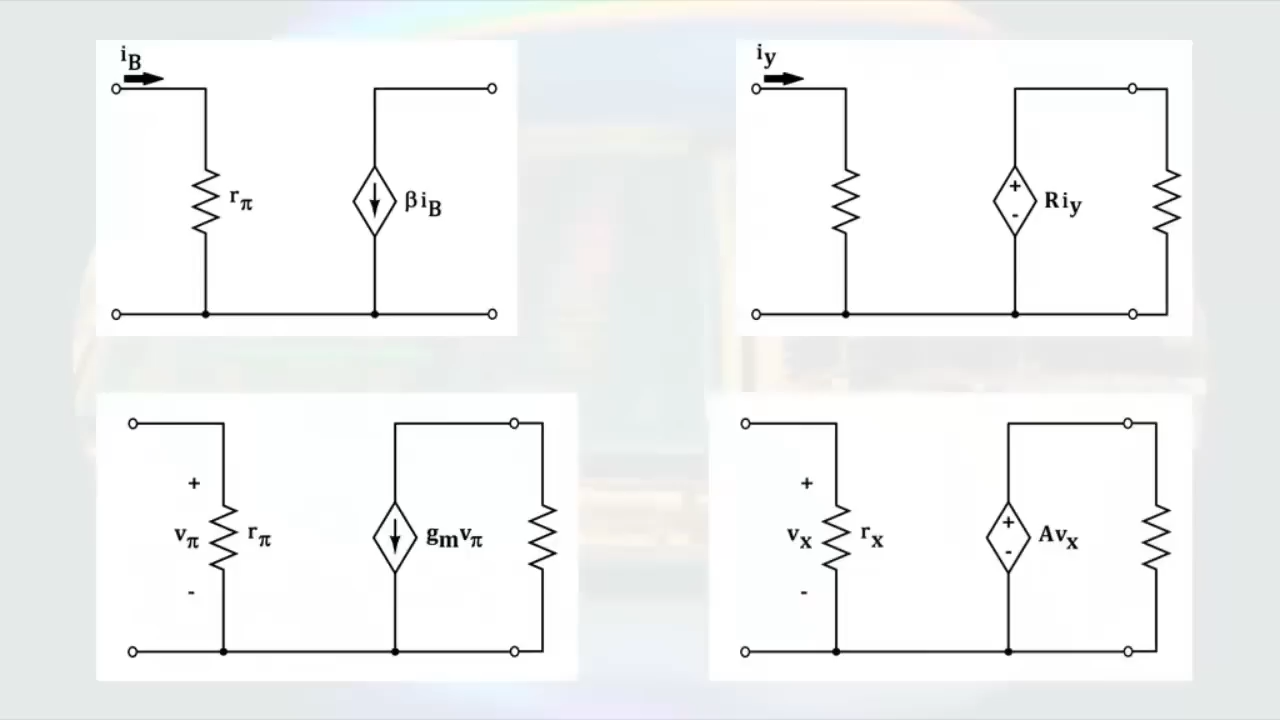 iB
rπ
βiB
iy
+
-
Riy
+
vπ
-
rπ
gmvπ
+
vx
-
rx
+
-
Avx